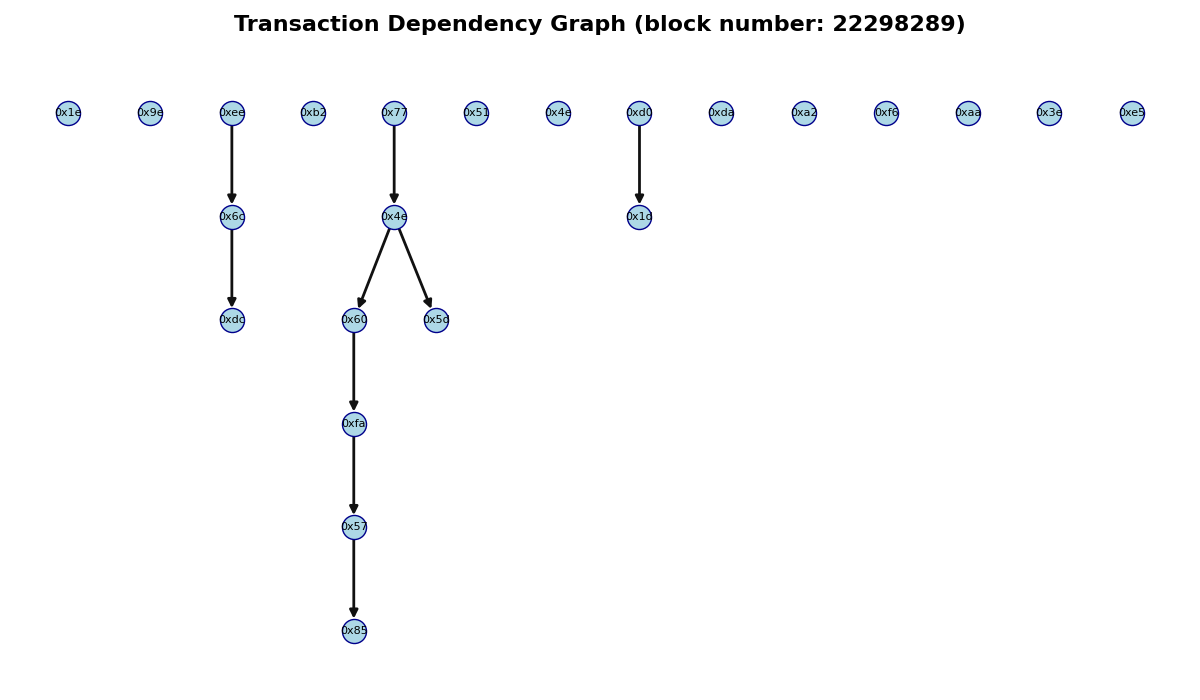 Transaction Dependency Graph (block number: 22298289)
0x1e 0x9e 0xee 0xb2 0x77 0x51 0x4e 0xd0 0xda 0xa2 0xf6 0xaa 0x3e 0xe5
0x6c 0x4e 0x1d
0xdc 0x60 0x5d
0xfa
0x57
0x85